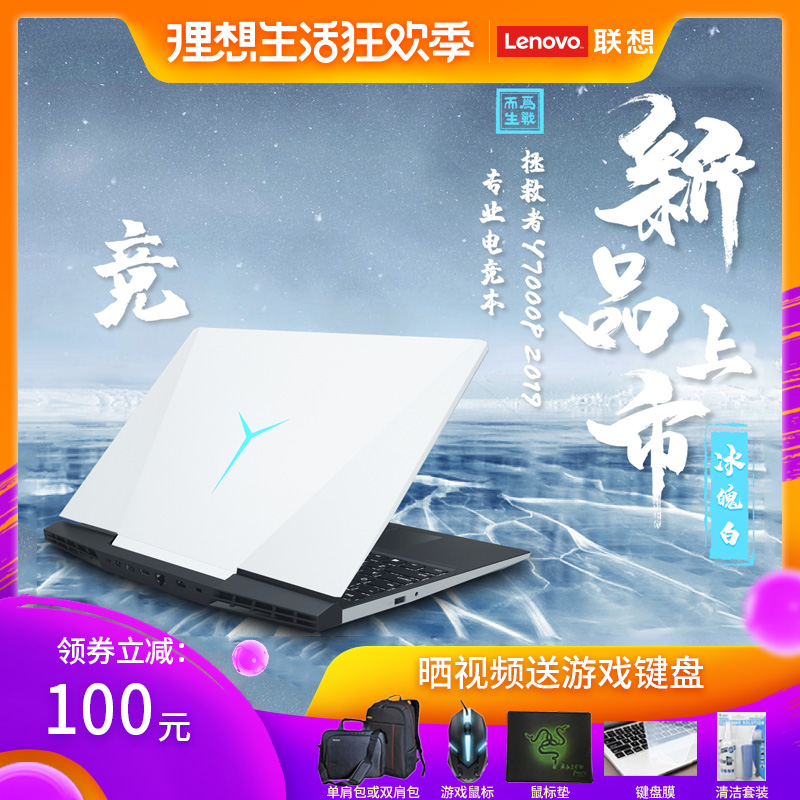 理想生活狂欢季
Lenovo 联想
為戰
而生
拯救者Y7000P 2019
专业电竞本
新品上市
冰魄白
竞
领券立减：
100元
晒视频送游戏键盘
单肩包或双肩包
游戏鼠标
鼠标垫
键盘膜
清洁套装